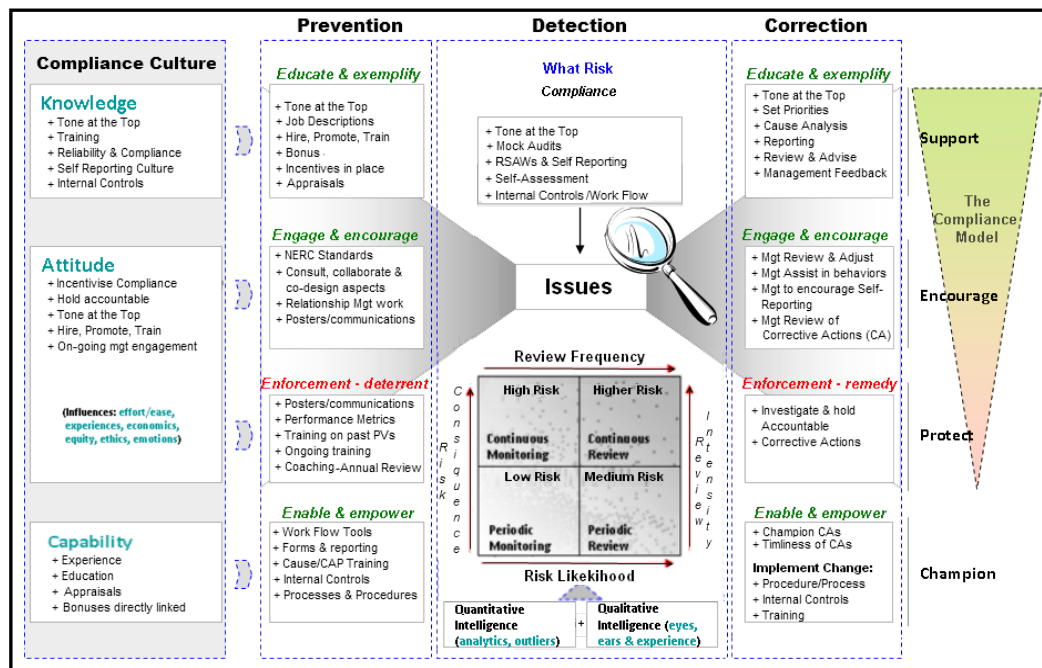 Prevention
Detection
Correction
Compliance Culture
Knowledge
+ Tone at the Top
+ Training
+ Reliability & Compliance
+ Self Reporting Culture
+ Internal Controls
Attitude
+ Incentivise Compliance
+ Hold accountable
+ Tone at the Top
+ Hire, Promote, Train
+ On-going mgt engagement
(Influences: effort/ease,
experiences, economics,
equity, ethics, emotions)
Capability
+ Experience
+ Education
+ Appraisals
+ Bonuses directly linked
Educate & exemplify
+ Tone at the Top
+ Job Descriptions
+ Hire, Promote, Train
+ Bonus
+ Incentives in place
+ Appraisals
Engage & encourage
+ NERC Standards
+ Consult, collaborate &
co-design aspects
+ Relationship Mgt work
+ Posters/communications
Enforcement - deterrent
+ Posters/communications
+ Performance Metrics
+ Training on past PVs
+ Ongoing training
+ Coaching-Annual Review
Enable & empower
+ Work Flow Tools
+ Forms & reporting
+ Cause/CAP Training
+ Internal Controls
+ Processes & Procedures
What Risk
Compliance
+ Tone at the Top
+ Mock Audits
+ RSAWs & Self Reporting
+ Self-Assessment
+ Internal Controls /Work Flow
Issues
Review Frequency
Risk Consiquence
High Risk
Higher Risk
Continuous
Monitoring
Continuous
Review
Low Risk
Medium Risk
Periodic
Monitoring
Periodic
Review
Review Intensity
Risk Likekihood
Quantitative
Intelligence
(analytics, outliers)
+
Qualitative
Intelligence (eyes,
ears & experience)
Educate & exemplify
+ Tone at the Top
+ Set Priorities
+ Cause Analysis
+ Reporting
+ Review & Advise
+ Management Feedback
Engage & encourage
+ Mgt Review & Adjust
+ Mgt Assist in behaviors
+ Mgt to encourage Self-
Reporting
+ Mgt Review of
Corrective Actions (CA)
Enforcement - remedy
+ Investigate & hold
Accountable
+ Corrective Actions
Enable & empower
+ Champion CAs
+ Timliness of CAs
Implement Change:
+ Procedure/Process
+ Internal Controls
+ Training
Support
Encourage
Protect
Champion
The
Compliance
Model